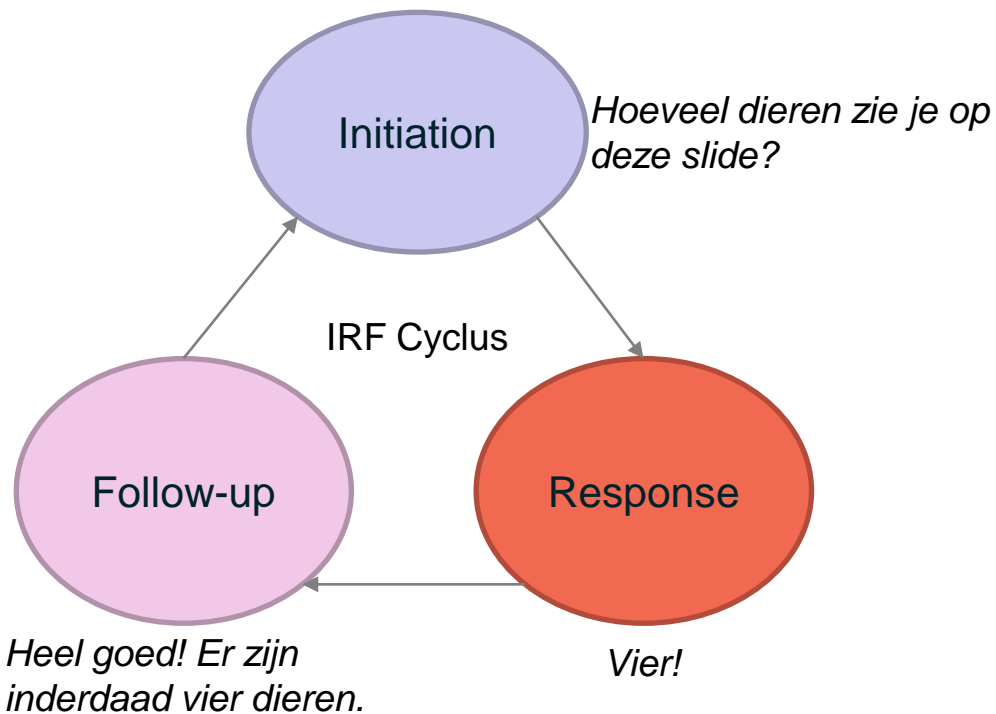 Initiation
Hoeveel dieren zie je op
deze slide?
IRF Cyclus
Follow-up
Response
Heel goed! Er zijn
inderdaad vier dieren.
Vier!